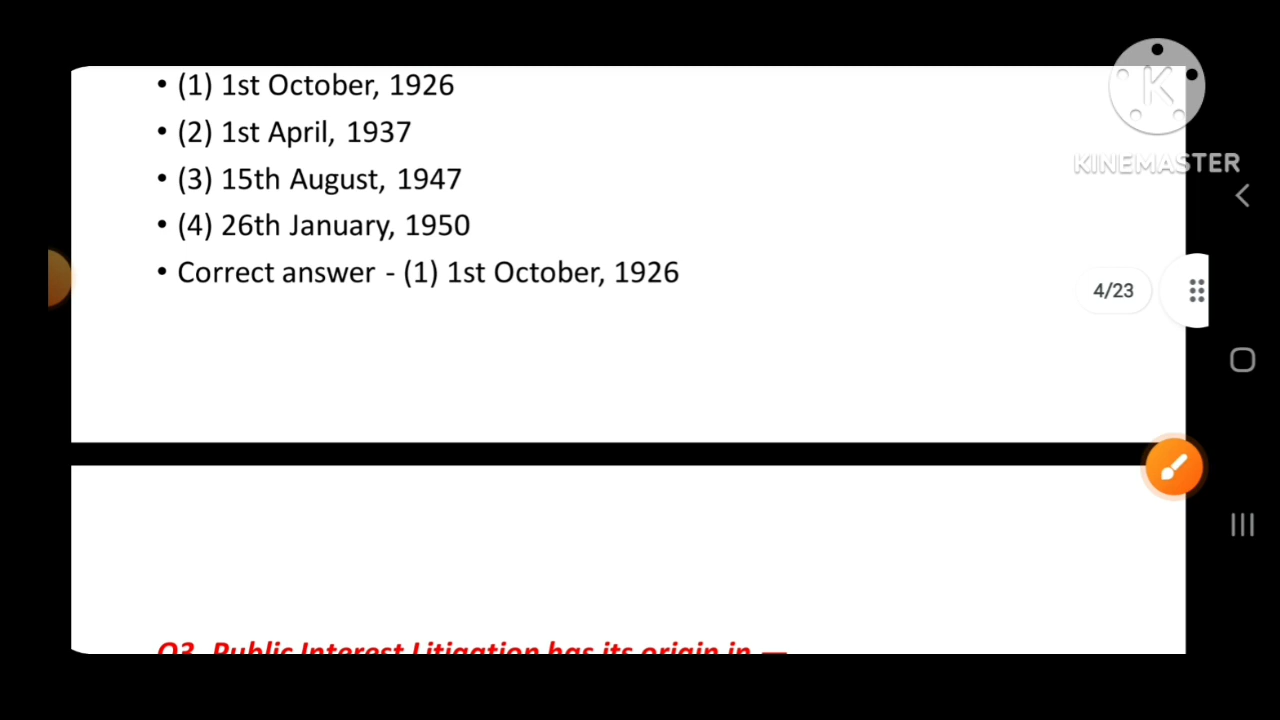 • (1) 1st October, 1926
• (2) 1st April, 1937
• (3) 15th August, 1947
• (4) 26th January, 1950
• Correct answer - (1) 1st October, 1926
K
KINEMASTER
4/23
Q3. Public Interest Litigation has its origin in —